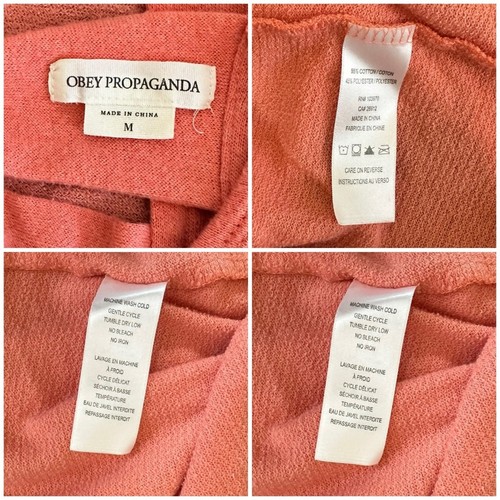 OBEY PROPAGANDA
MADE IN CHINA
M
COTTON/COTON
POLYESTER/POLYESTER
MADE IN CHINA
FABRIQUE EN CHINE
CARE ON REVERSE
INSTRUCTIONS AU VERSO
MACHINE WASH COLD
GENTLE CYCLE
TUMBLE DRY LOW
NO BLEACH
NO IRON
LAVAGE EN MACHINE
À FROID
CYCLE DÉLICAT
SÉCHOIR À BASSE
TEMPÉRATURE
EAU DE JAVEL INTERDITE
REPASSAGE INTERDIT
MACHINE WASH COLD
GENTLE CYCLE
TUMBLE DRY LOW
NO BLEACH
NO IRON
LAVAGE EN MACHINE
À FROID
CYCLE DÉLICAT
SÉCHOIR À BASSE
TEMPÉRATURE
EAU DE JAVEL INTERDITE
REPASSAGE INTERDIT